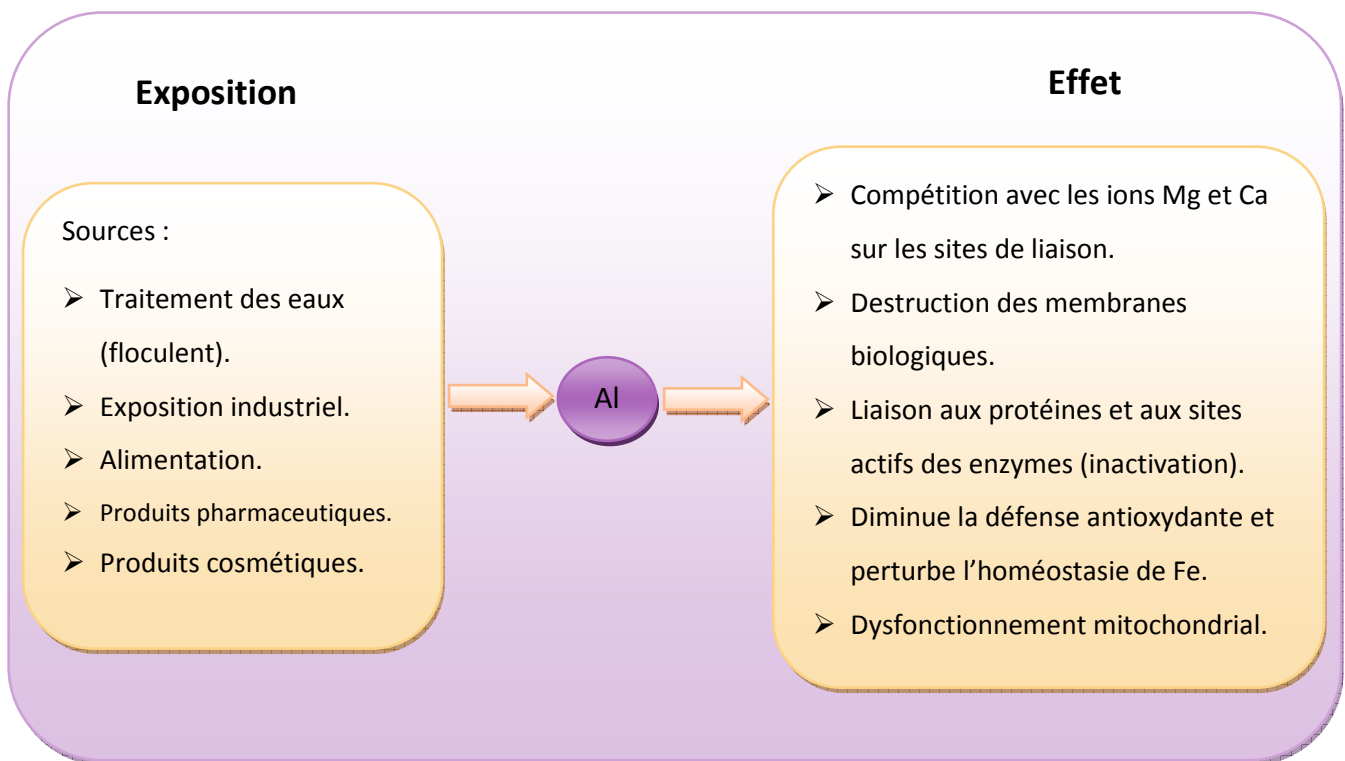 Exposition
Sources :
➢ Traitement des eaux
(floculent).
➢ Exposition industriel.
➢ Alimentation.
➢ Produits pharmaceutiques.
➢ Produits cosmétiques.
Al
Effet
➢ Compétition avec les ions Mg et Ca
sur les sites de liaison.
➢ Destruction des membranes
biologiques.
➢ Liaison aux protéines et aux sites
actifs des enzymes (inactivation).
➢ Diminue la défense antioxydante et
perturbe l’homéostasie de Fe.
➢ Dysfonctionnement mitochondrial.